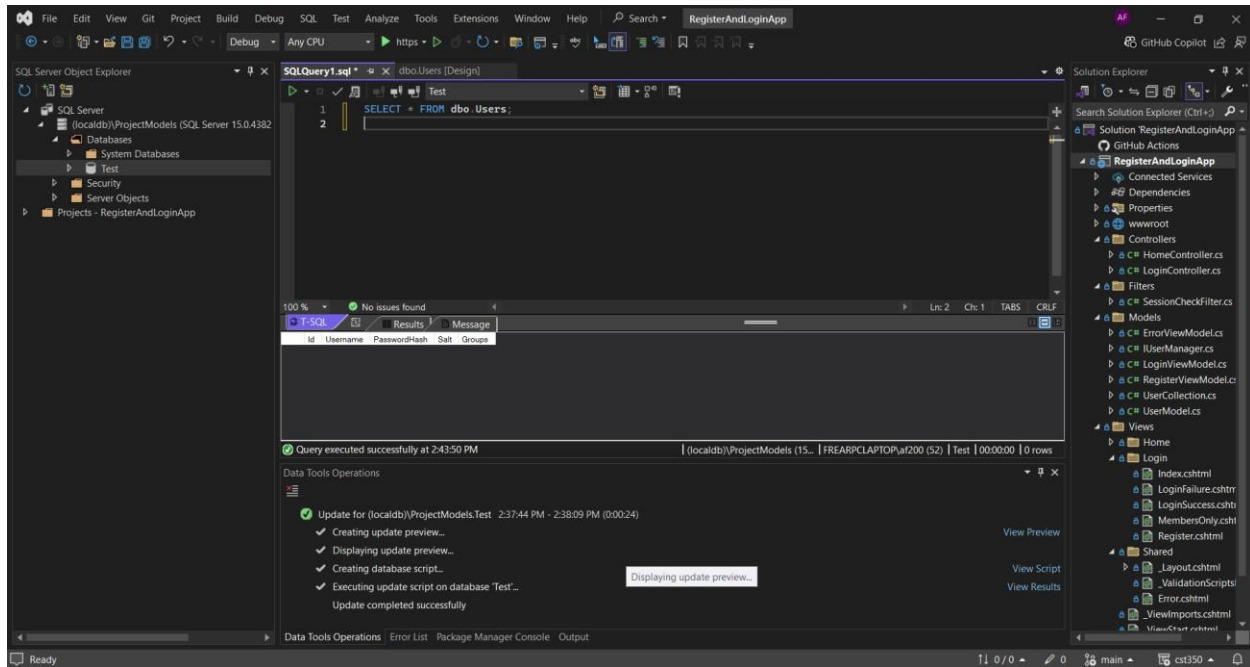 File Edit View Git Project Build Debug SQL Test Analyze Tools Extensions Window Help Search RegisterAndLoginApp AF
Debug Any CPU https GitHub Copilot
SQL Server Object Explorer
SQL Server
(localdb)\ProjectModels (SQL Server 15.0.4382
Databases
System Databases
Test
Security
Server Objects
Projects - RegisterAndLoginApp
SQLQuery1.sql * dbo.Users [Design]
Test
1 SELECT * FROM dbo.Users;
2
100 % No issues found Ln: 2 Ch: 1 TABS CRLF
T-SQL Results Message
Id Username PasswordHash Salt Groups
Query executed successfully at 2:43:50 PM (localdb)\ProjectModels (15... FREARPCLAPTOP\af200 (52) Test 00:00:00 0 rows
Data Tools Operations
Update for (localdb)\ProjectModels.Test 2:37:44 PM - 2:38:09 PM (0:00:24)
Creating update preview... View Preview
Displaying update preview...
Creating database script... View Script
Displaying update preview...
Executing update script on database 'Test'... View Results
Update completed successfully
Data Tools Operations Error List Package Manager Console Output
Solution Explorer
Search Solution Explorer (Ctrl+;)
Solution 'RegisterAndLoginApp
GitHub Actions
RegisterAndLoginApp
Connected Services
Dependencies
Properties
wwwroot
Controllers
C# HomeController.cs
C# LoginController.cs
Filters
C# SessionCheckFilter.cs
Models
C# ErrorViewModel.cs
C# IUserManager.cs
C# LoginViewModel.cs
C# RegisterViewModel.cs
C# UserCollection.cs
C# UserModel.cs
Views
Home
Login
Index.cshtml
LoginFailure.cshtm
LoginSuccess.cshtm
MembersOnly.csht
Register.cshtml
Shared
_Layout.cshtml
_ValidationScripts
Error.cshtml
_ViewImports.cshtml
_ViewStart.cshtml
Ready 0 / 0 0 main cst350